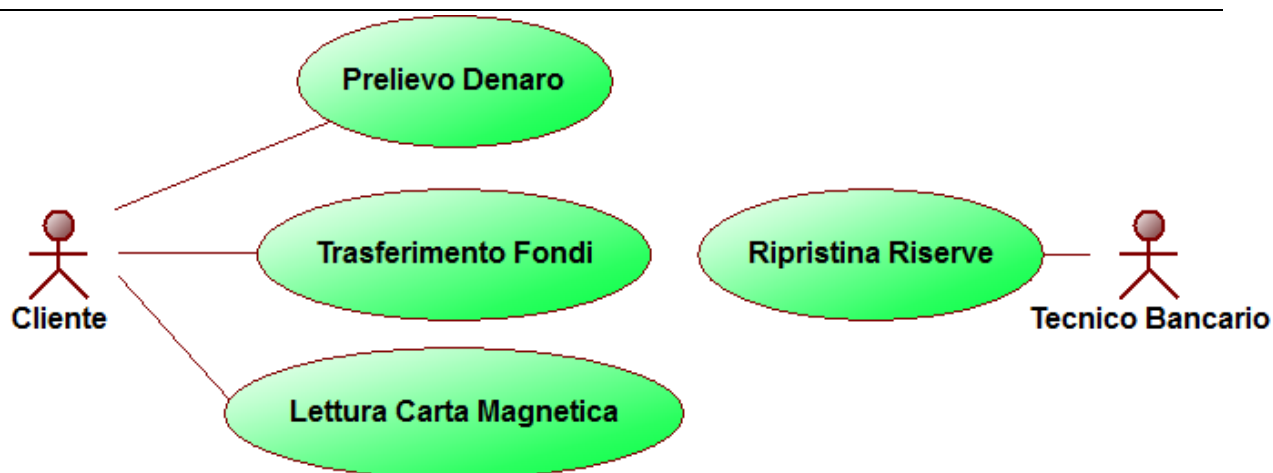 Prelievo Denaro
Trasferimento Fondi
Ripristina Riserve
Cliente
Tecnico Bancario
Lettura Carta Magnetica